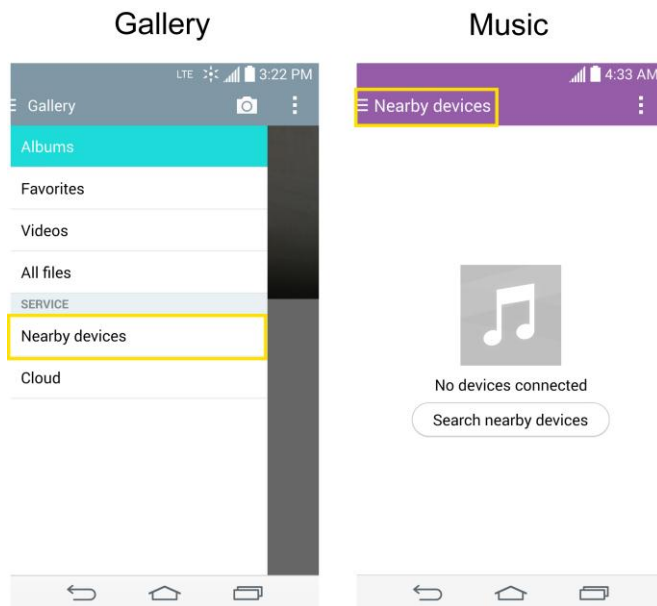 Gallery
LTE 3:22 PM
Gallery
Albums
Favorites
Videos
All files
SERVICE
Nearby devices
Cloud
Music
4:33 AM
Nearby devices
No devices connected
Search nearby devices